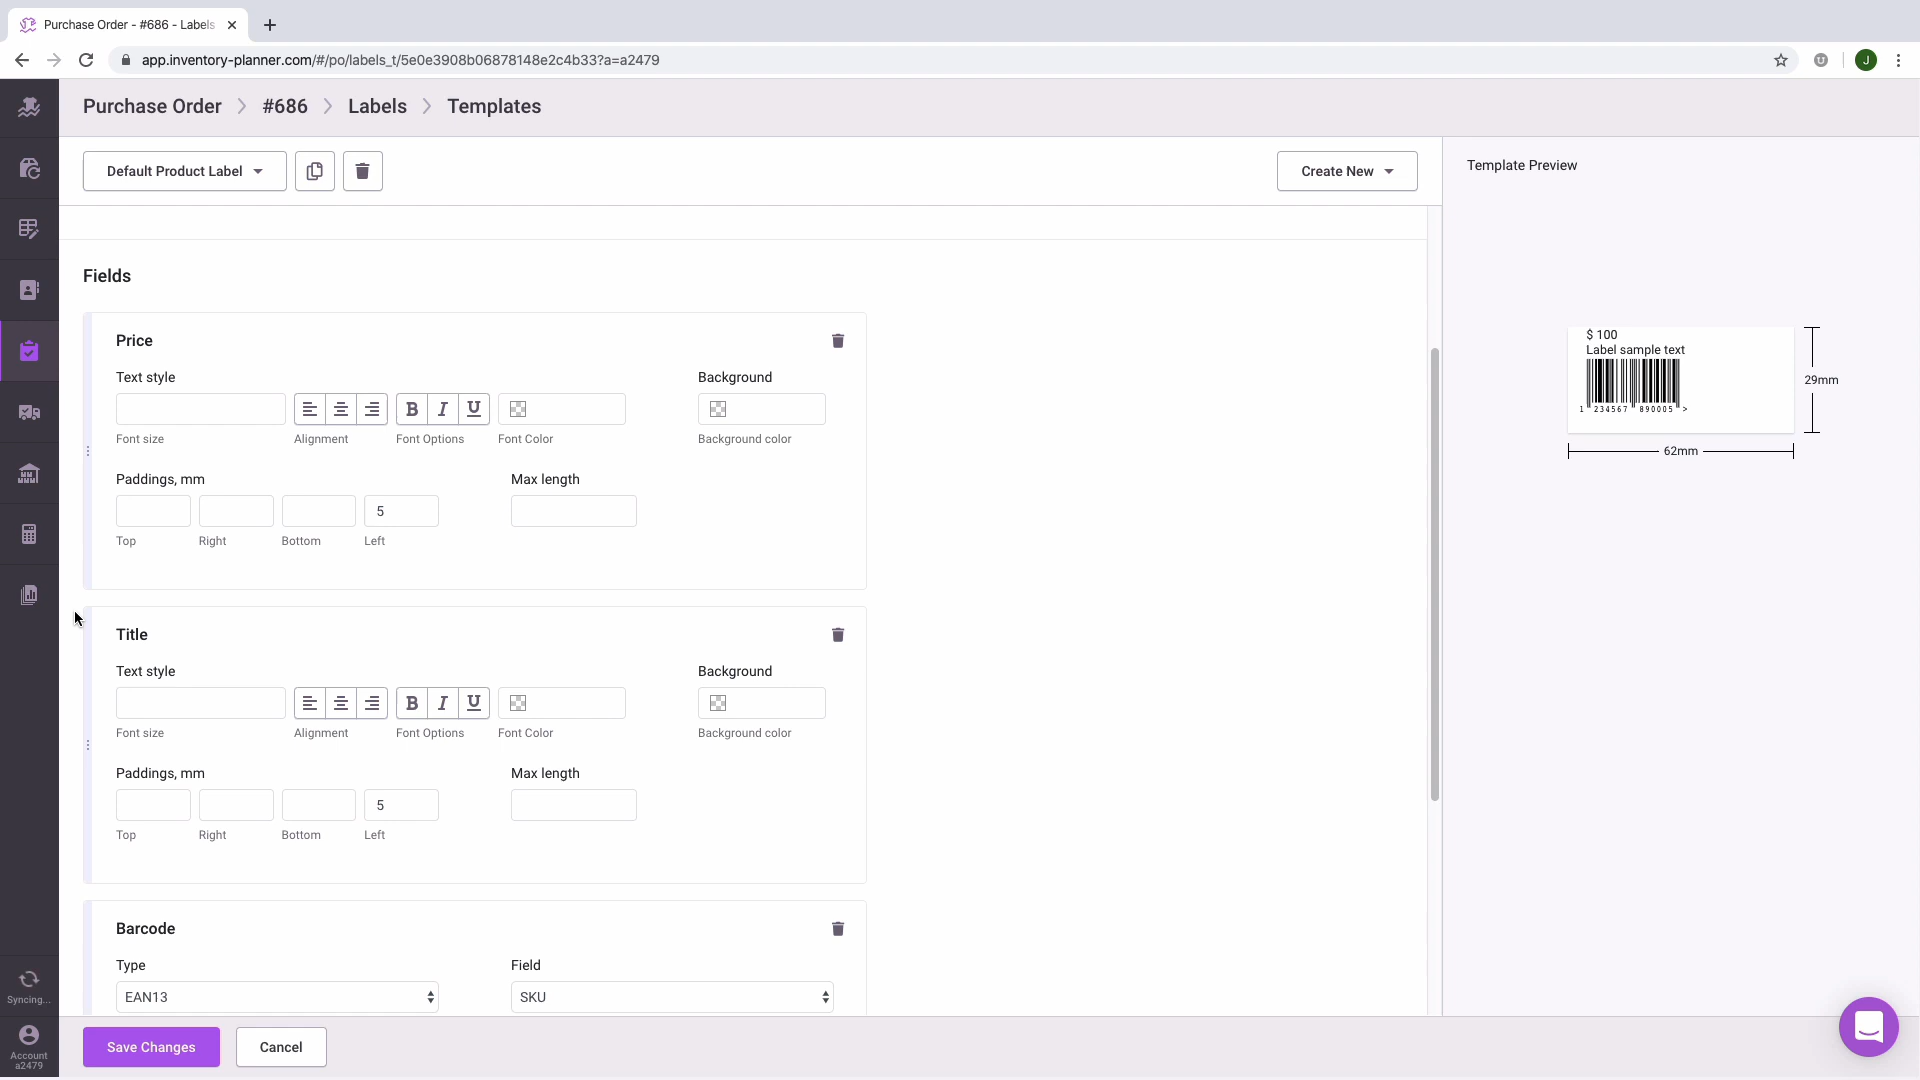 Purchase Order - #686 - Labels
app.inventory-planner.com/#/po/labels_t/5e0e3908b06878148e2c4b33?a=a2479
J
Purchase Order > #686 > Labels > Templates
Default Product Label
Create New
Template Preview
Fields
Price
Text style
Background
B I U
Font size
Alignment
Font Options
Font Color
Background color
Paddings, mm
Max length
5
Top
Right
Bottom
Left
Title
Text style
Background
B I U
Font size
Alignment
Font Options
Font Color
Background color
Paddings, mm
Max length
5
Top
Right
Bottom
Left
Barcode
Type
Field
EAN13
SKU
Save Changes
Cancel
Syncing...
Account
a2479
$ 100
Label sample text
1 234567 890005 >
29mm
62mm